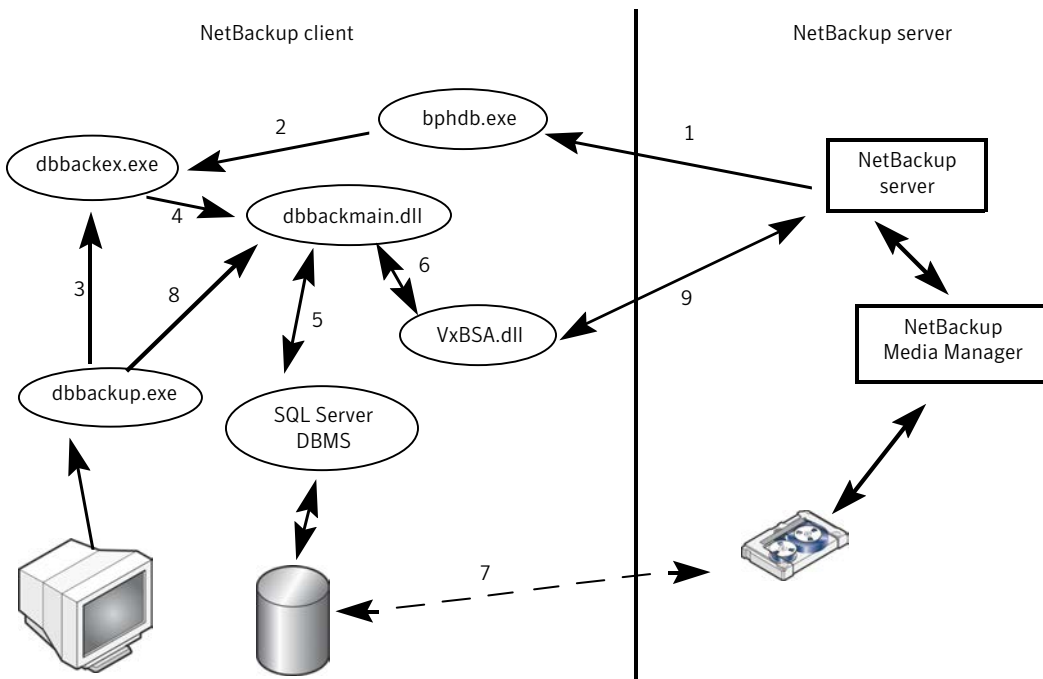 NetBackup client
NetBackup server
bphdb.exe
2
1
dbbackex.exe
NetBackup
server
4
dbbackmain.dll
6
3
8
5
9
VxBSA.dll
NetBackup
Media Manager
dbbackup.exe
SQL Server
DBMS
7